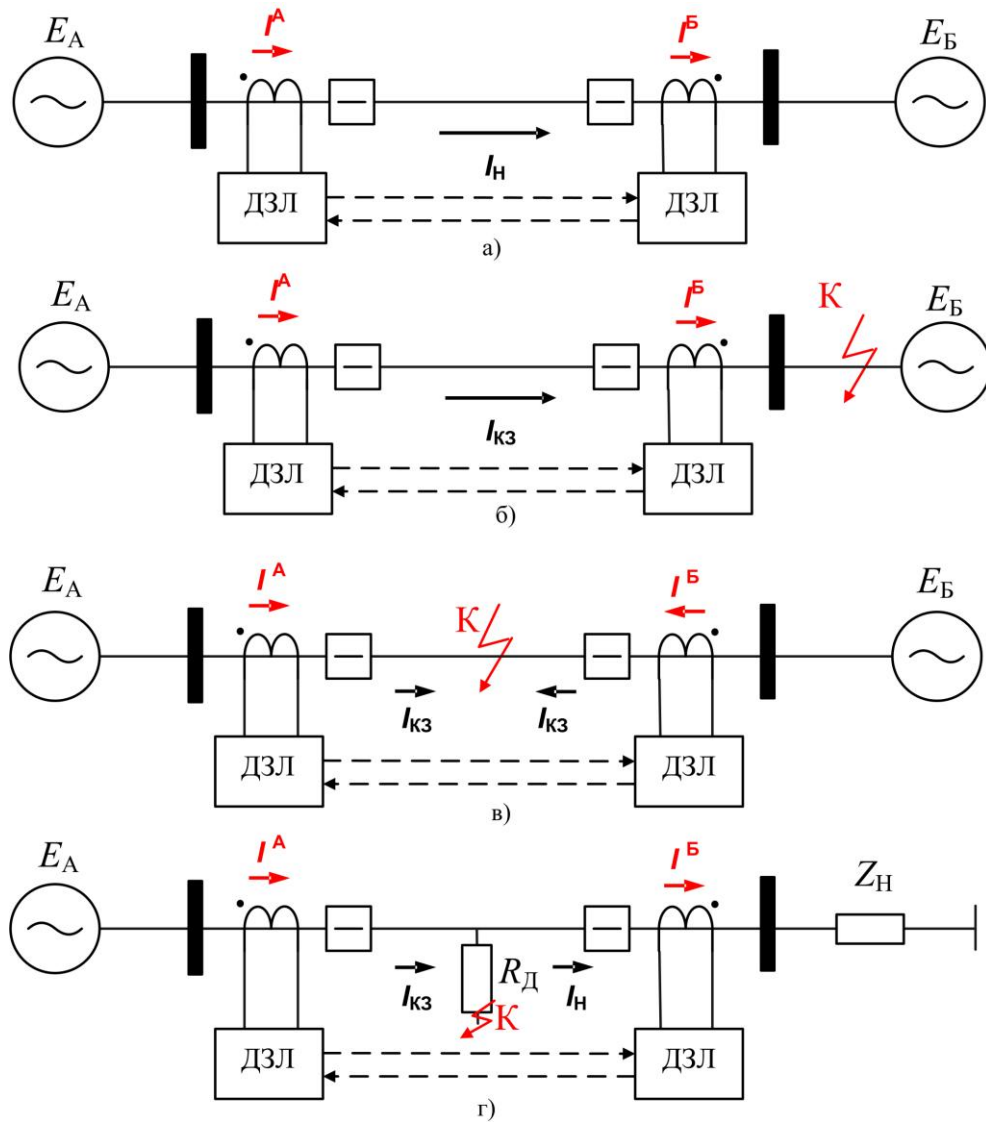 I^А I^Б
E_А E_Б
I_Н
ДЗЛ ДЗЛ
а)
I^А I^Б К
E_А E_Б
I_КЗ
ДЗЛ ДЗЛ
б)
I^А I^Б
E_А К E_Б
I_КЗ I_КЗ
ДЗЛ ДЗЛ
в)
I^А I^Б
E_А Z_Н
I_КЗ R_Д I_Н
К
ДЗЛ ДЗЛ
г)